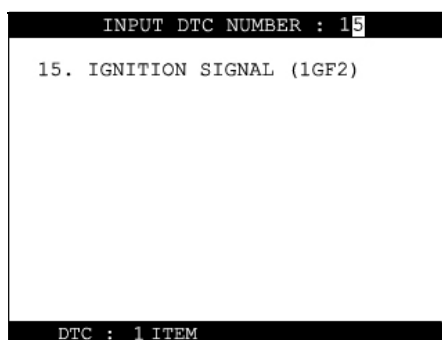 INPUT DTC NUMBER : 15
15. IGNITION SIGNAL (1GF2)
DTC : 1 ITEM